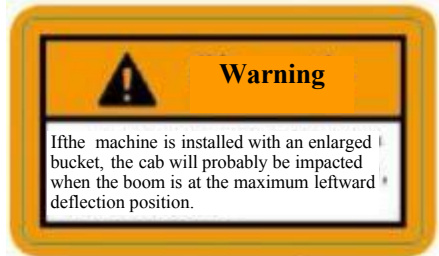 Warning
Ifthe machine is installed with an enlarged
bucket, the cab will probably be impacted
when the boom is at the maximum leftward
deflection position.